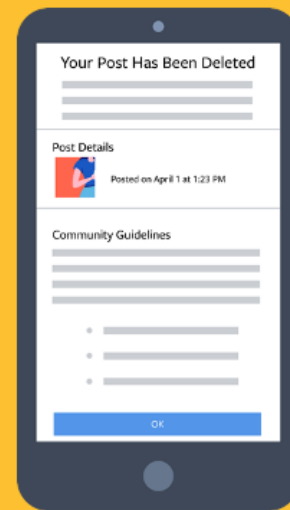 Your Post Has Been Deleted
Post Details
Posted on April 1 at 1:23 PM
Community Guidelines
OK